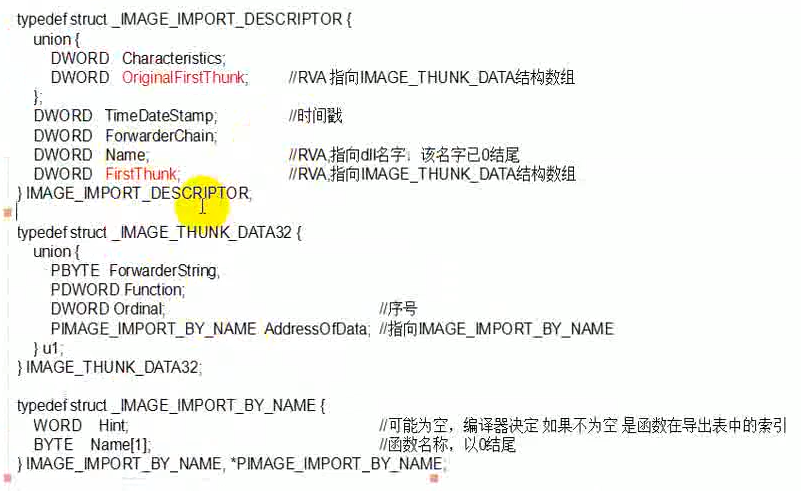 typedef struct _IMAGE_IMPORT_DESCRIPTOR {
union {
DWORD Characteristics;
DWORD OriginalFirstThunk; //RVA 指向IMAGE_THUNK_DATA结构数组
};
DWORD TimeDateStamp; //时间戳
DWORD ForwarderChain;
DWORD Name; //RVA,指向dll名字，该名字已0结尾
DWORD FirstThunk; //RVA,指向IMAGE_THUNK_DATA结构数组
} IMAGE_IMPORT_DESCRIPTOR;
typedef struct _IMAGE_THUNK_DATA32 {
union {
PBYTE ForwarderString;
PDWORD Function;
DWORD Ordinal; //序号
PIMAGE_IMPORT_BY_NAME AddressOfData; //指向IMAGE_IMPORT_BY_NAME
} u1;
} IMAGE_THUNK_DATA32;
typedef struct _IMAGE_IMPORT_BY_NAME {
WORD Hint; //可能为空，编译器决定 如果不为空 是函数在导出表中的索引
BYTE Name[1]; //函数名称，以0结尾
} IMAGE_IMPORT_BY_NAME, *PIMAGE_IMPORT_BY_NAME;